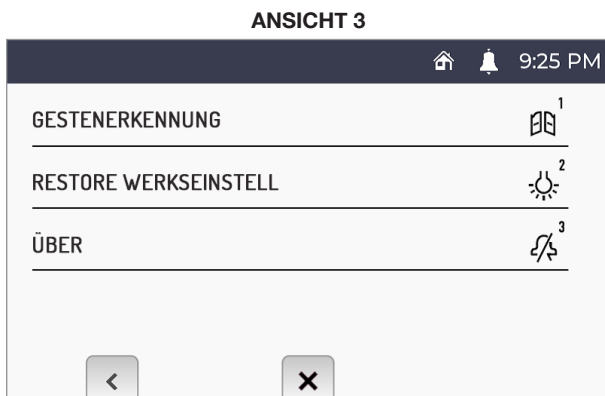 ANSICHT 3
9:25 PM
GESTENERKENNUNG 1
RESTORE WERKSEINSTELL 2
ÜBER 3